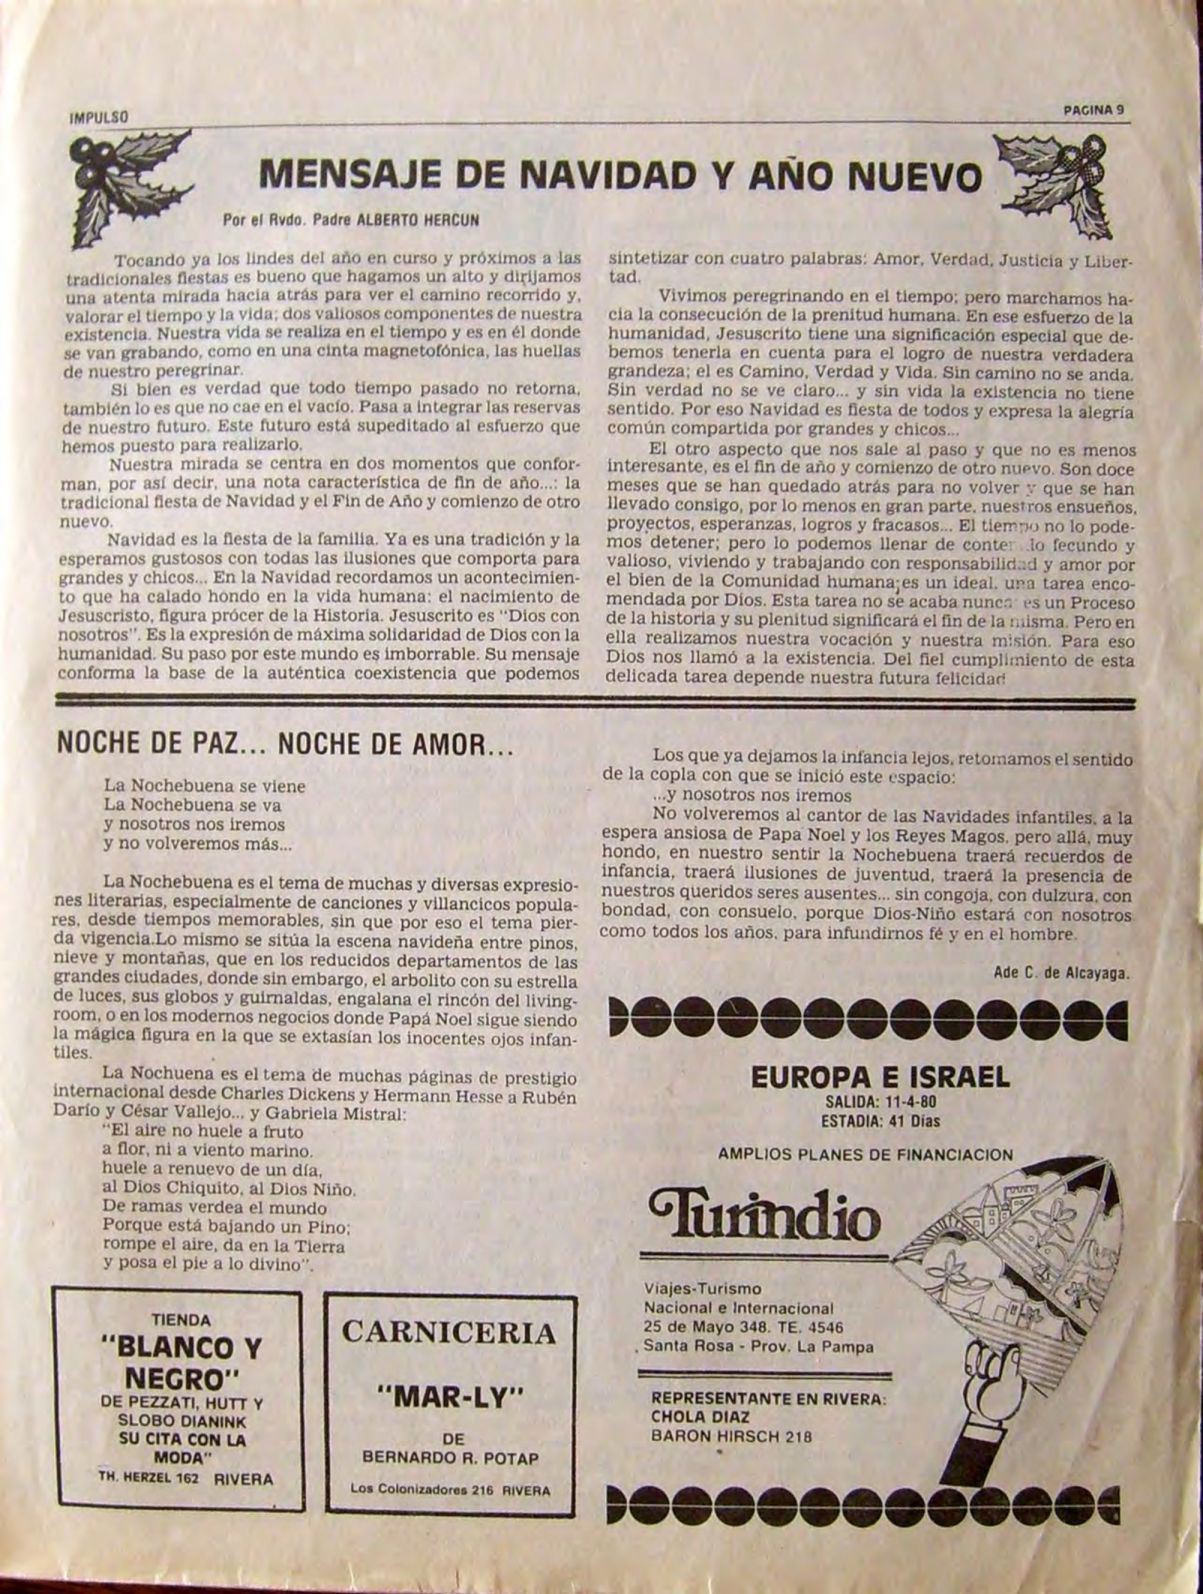 IMPULSO
PAGINA 9
MENSAJE DE NAVIDAD Y AÑO NUEVO
Por el Rvdo. Padre ALBERTO HERCUN
Tocando ya los lindes del año en curso y próximos a las
tradicionales fiestas es bueno que hagamos un alto y dirijamos
una atenta mirada hacia atrás para ver el camino recorrido y,
valorar el tiempo y la vida; dos valiosos componentes de nuestra
existencia. Nuestra vida se realiza en el tiempo y es en él donde
se van grabando, como en una cinta magnetofónica, las huellas
de nuestro peregrinar.
Si bien es verdad que todo tiempo pasado no retorna,
también lo es que no cae en el vacío. Pasa a integrar las reservas
de nuestro futuro. Este futuro está supeditado al esfuerzo que
hemos puesto para realizarlo.
Nuestra mirada se centra en dos momentos que confor-
man, por así decir, una nota característica de fin de año...: la
tradicional fiesta de Navidad y el Fin de Año y comienzo de otro
nuevo.
Navidad es la fiesta de la familia. Ya es una tradición y la
esperamos gustosos con todas las ilusiones que comporta para
grandes y chicos... En la Navidad recordamos un acontecimien-
to que ha calado hondo en la vida humana: el nacimiento de
Jesuscristo, figura prócer de la Historia. Jesuscrito es "Dios con
nosotros". Es la expresión de máxima solidaridad de Dios con la
humanidad. Su paso por este mundo es imborrable. Su mensaje
conforma la base de la auténtica coexistencia que podemos
sintetizar con cuatro palabras: Amor, Verdad, Justicia y Liber-
tad.
Vivimos peregrinando en el tiempo; pero marchamos ha-
cia la consecución de la prenitud humana. En ese esfuerzo de la
humanidad, Jesuscrito tiene una significación especial que de-
bemos tenerla en cuenta para el logro de nuestra verdadera
grandeza; el es Camino, Verdad y Vida. Sin camino no se anda.
Sin verdad no se ve claro... y sin vida la existencia no tiene
sentido. Por eso Navidad es fiesta de todos y expresa la alegría
común compartida por grandes y chicos...
El otro aspecto que nos sale al paso y que no es menos
interesante, es el fin de año y comienzo de otro nuevo. Son doce
meses que se han quedado atrás para no volver y que se han
llevado consigo, por lo menos en gran parte, nuestros ensueños,
proyectos, esperanzas, logros y fracasos... El tiempo no lo pode-
mos detener; pero lo podemos llenar de fecundo y
valioso, viviendo y trabajando con responsabilidad y amor por
el bien de la Comunidad humana;es un ideal, una tarea enco-
mendada por Dios. Esta tarea no se acaba nunca es un Proceso
de la historia y su plenitud significará el fin de la misma. Pero en
ella realizamos nuestra vocación y nuestra misión. Para eso
Dios nos llamó a la existencia. Del fiel cumplimiento de esta
delicada tarea depende nuestra futura felicidad
NOCHE DE PAZ... NOCHE DE AMOR...
La Nochebuena se viene
La Nochebuena se va
y nosotros nos iremos
y no volveremos más...
La Nochebuena es el tema de muchas y diversas expresio-
nes literarias, especialmente de canciones y villancicos popula-
res, desde tiempos memorables, sin que por eso el tema pier-
da vigencia.Lo mismo se sitúa la escena navideña entre pinos,
nieve y montañas, que en los reducidos departamentos de las
grandes ciudades, donde sin embargo, el arbolito con su estrella
de luces, sus globos y guirnaldas, engalana el rincón del living-
room, o en los modernos negocios donde Papá Noel sigue siendo
la mágica figura en la que se extasían los inocentes ojos infan-
tiles.
La Nochuena es el tema de muchas páginas de prestigio
internacional desde Charles Dickens y Hermann Hesse a Rubén
Darío y César Vallejo... y Gabriela Mistral:
"El aire no huele a fruto
a flor, ni a viento marino,
huele a renuevo de un día,
al Dios Chiquito, al Dios Niño.
De ramas verdea el mundo
Porque está bajando un Pino;
rompe el aire, da en la Tierra
y posa el pie a lo divino".
Los que ya dejamos la infancia lejos, retomamos el sentido
de la copla con que se inició este espacio:
...y nosotros nos iremos
No volveremos al cantor de las Navidades infantiles, a la
espera ansiosa de Papá Noel y los Reyes Magos, pero allá, muy
hondo, en nuestro sentir la Nochebuena traerá recuerdos de
infancia, traerá ilusiones de juventud, traerá la presencia de
nuestros queridos seres ausentes... sin congoja, con dulzura, con
bondad, con consuelo, porque Dios-Niño estará con nosotros
como todos los años, para infundirnos fé y en el hombre.
Ade C. de Alcayaga.
TIENDA
"BLANCO Y
NEGRO"
DE PEZZATI, HUTT Y
SLOBO DIANINK
SU CITA CON LA
MODA"
TH. HERZEL 162 RIVERA
CARNICERIA
"MAR-LY"
DE
BERNARDO R. POTAP
Los Colonizadores 216 RIVERA
EUROPA E ISRAEL
SALIDA: 11-4-80
ESTADIA: 41 Días
AMPLIOS PLANES DE FINANCIACION
Turindio
Viajes-Turismo
Nacional e Internacional
25 de Mayo 348. TE. 4546
Santa Rosa - Prov. La Pampa
REPRESENTANTE EN RIVERA:
CHOLA DIAZ
BARON HIRSCH 218